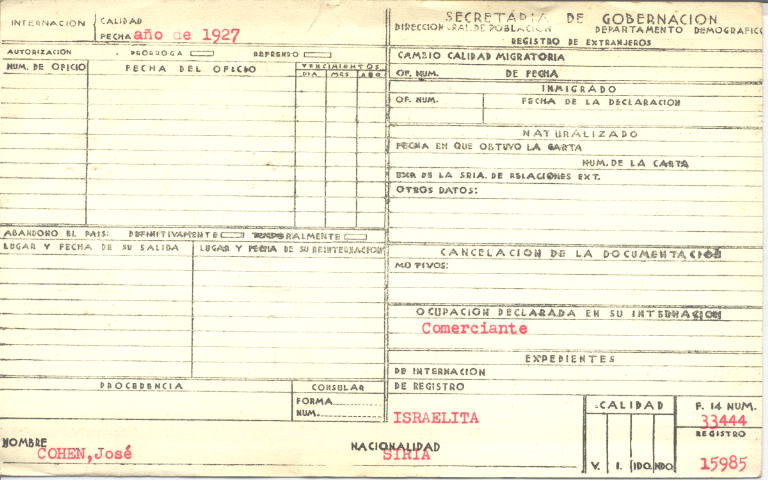 INTERNACION CALIDAD
FECHA año de 1927
AUTORIZACION PRORROGA REFRENDO
NUM. DE OFICIO FECHA DEL OFICIO VENCIMIENTOS
DIA MES AÑO
ABANDONO EL PAIS: DEFINITIVAMENTE TEMPORALMENTE
LUGAR Y FECHA DE SU SALIDA LUGAR Y FECHA DE SU REINTERNACION
PROCEDENCIA CONSULAR
FORMA
NUM.
SECRETARIA DE GOBERNACION
DIRECCION GRAL. DE POBLACION DEPARTAMENTO DEMOGRAFICO
REGISTRO DE EXTRANJEROS
CAMBIO CALIDAD MIGRATORIA
OF. NUM. DE FECHA
INMIGRADO
OF. NUM. FECHA DE LA DECLARACION
NATURALIZADO
FECHA EN QUE OBTUVO LA CARTA
NUM. DE LA CARTA
EXP. DE LA SRIA. DE RELACIONES EXT.
OTROS DATOS:
CANCELACION DE LA DOCUMENTACION
MOTIVOS:
OCUPACION DECLARADA EN SU INTERNACION
Comerciante
EXPEDIENTES
DE INTERNACION
DE REGISTRO
ISRAELITA
CALIDAD
V. I. IDO. NDO
F. 14 NUM.
33444
REGISTRO
15985
NOMBRE
COHEN, José
NACIONALIDAD
SIRIA